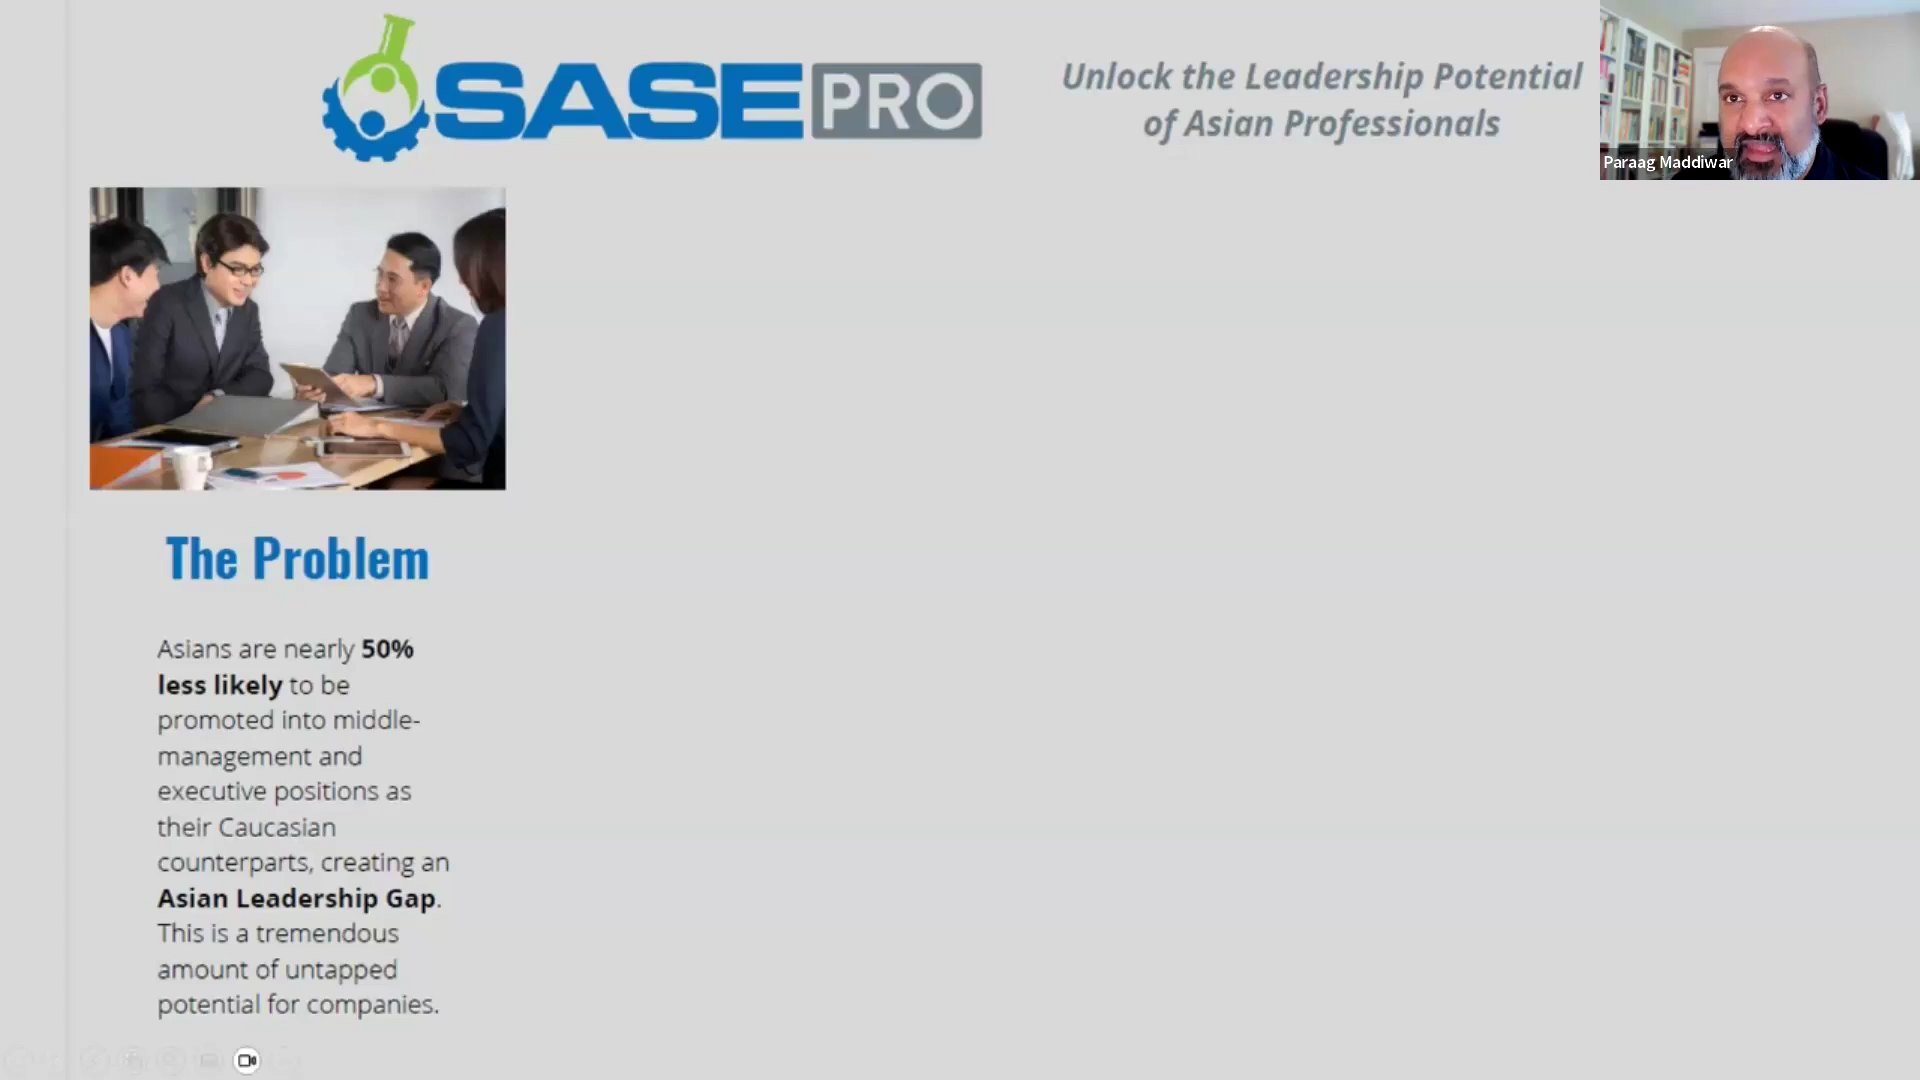 SASE PRO
Unlock the Leadership Potential
of Asian Professionals
Paraag Maddiwar
The Problem
Asians are nearly 50%
less likely to be
promoted into middle-
management and
executive positions as
their Caucasian
counterparts, creating an
Asian Leadership Gap.
This is a tremendous
amount of untapped
potential for companies.